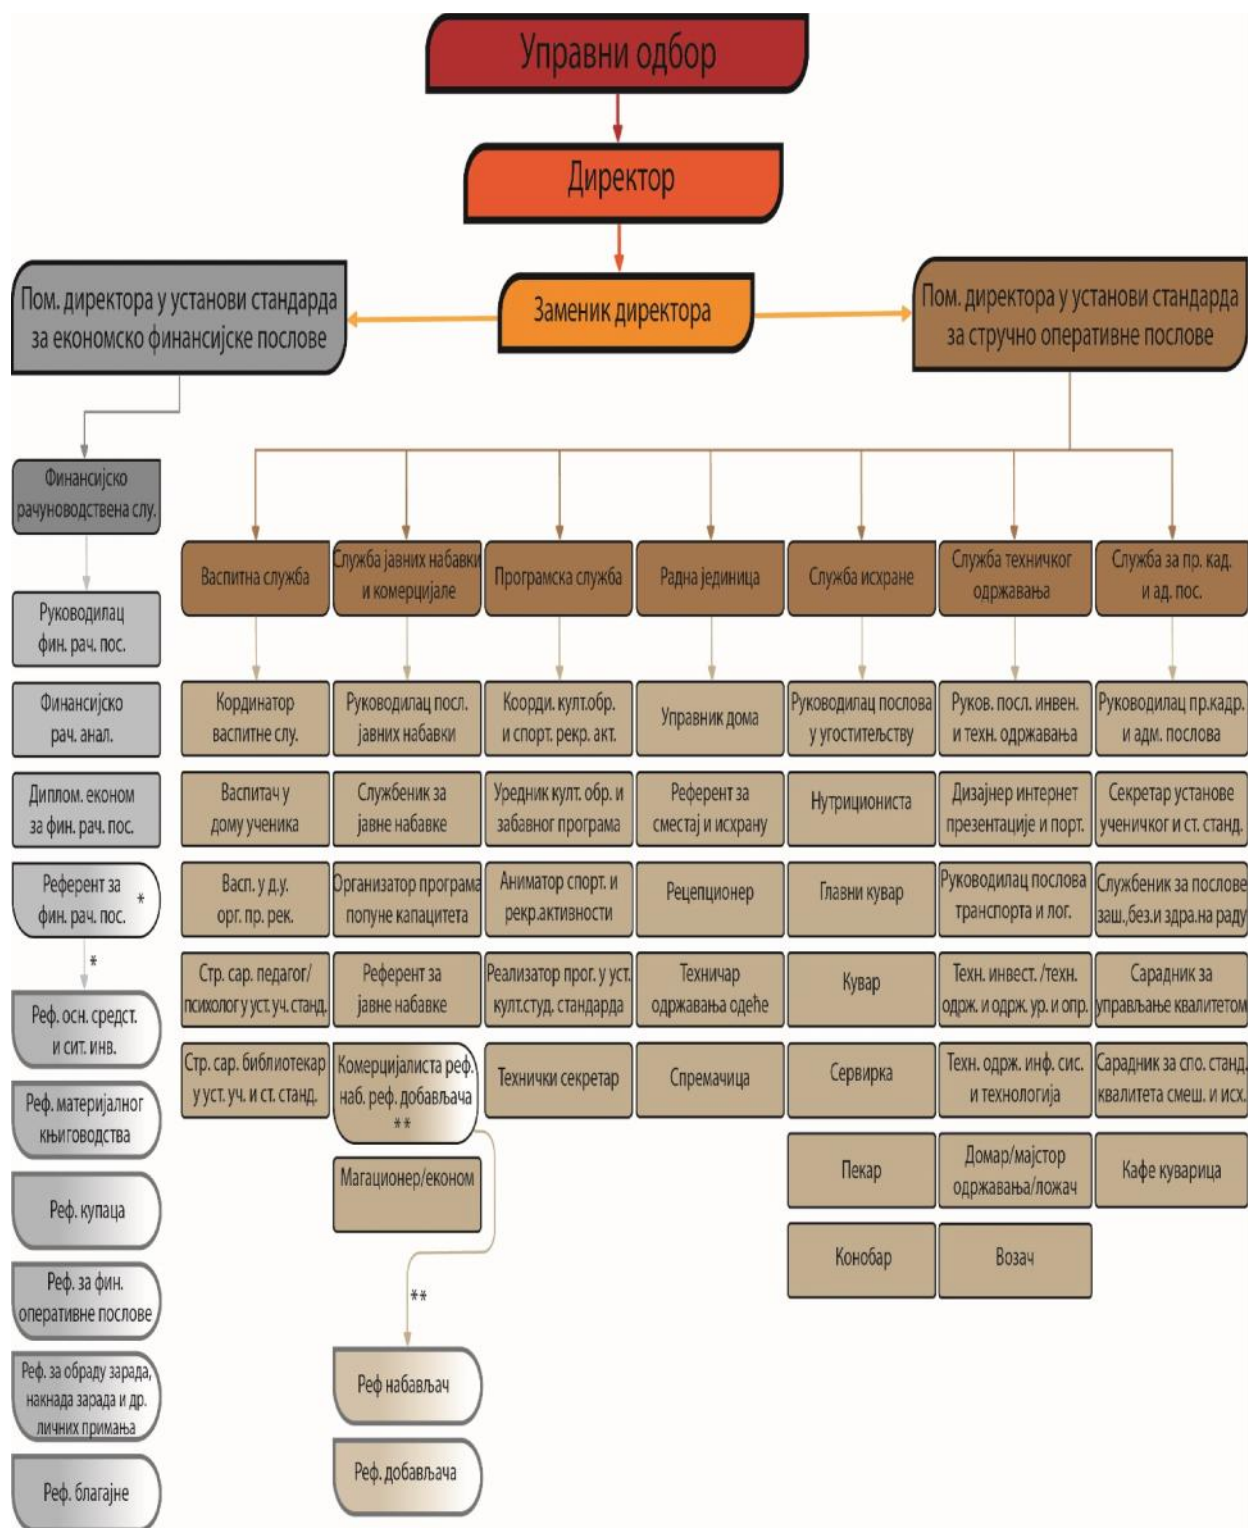 Управни одбор
Директор
Заменик директора
Пом. директора у установи стандарда
за економско финансијске послове
Пом. директора у установи стандарда
за стручно оперативне послове
Финансијско
рачуноводствена слу.
Руководилац
фин. рач. пос.
Финансијско
рач. анал.
Диплом. економ
за фин. рач. пос.
Референт за
фин. рач. пос. *
*
Реф. осн. средст.
и сит. инв.
Реф. материјалног
књиговодства
Реф. купаца
Реф. за фин.
оперативне послове
Реф. за обраду зарада,
накнада зарада и др.
личних примања
Реф. благајне
Васпитна служба
Кординатор
васпитне слу.
Васпитач у
дому ученика
Васп. у д.у.
орг. пр. рек.
Стр. сар. педагог/
психолог у уст. уч. станд.
Стр. сар. библиотекар
у уст. уч. и ст. станд.
Служба јавних набавки
и комерцијале
Руководилац посл.
јавних набавки
Службеник за
јавне набавке
Организатор програма
попуне капацитета
Референт за
јавне набавке
Комерцијалиста реф.
наб. реф. добављача
**
Магационер/економ
**
Реф набављач
Реф. добављача
Програмска служба
Коорди. култ.обр.
и спорт. рекр. акт.
Уредник култ. обр. и
забавног програма
Аниматор спорт. и
рекр.активности
Реализатор прог. у уст.
култ.студ. стандарда
Технички секретар
Радна јединица
Управник дома
Референт за
сместај и исхрану
Рецепционер
Техничар
одржавања одеће
Спремачица
Служба исхране
Руководилац послова
у угоститељству
Нутрициониста
Главни кувар
Кувар
Сервирка
Пекар
Конобар
Служба техничког
одржавања
Руков. посл. инвен.
и техн. одржавања
Дизајнер интернет
презентације и порт.
Руководилац послова
транспорта и лог.
Техн. инвест. /техн.
одрж. и одрж. ур. и опр.
Техн. одрж. инф. сис.
и технологија
Домар/мајстор
одржавања/ложач
Возач
Служба за пр. кад.
и ад. пос.
Руководилац пр.кадр.
и адм. послова
Секретар установе
ученичког и ст. станд.
Службеник за послове
заш.,без.и здра.на раду
Сарадник за
управљање квалитетом
Сарадник за спо. станд.
квалитета смеш. и исх.
Кафе куварица